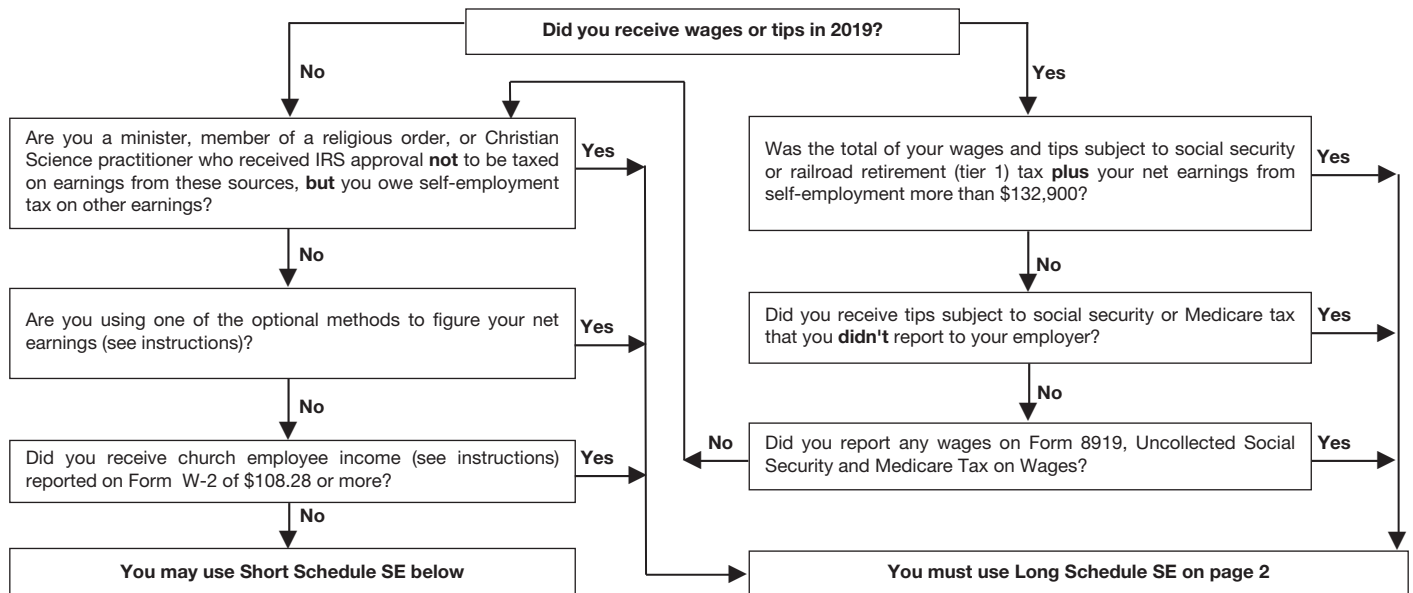 Did you receive wages or tips in 2019?
No
Yes
Are you a minister, member of a religious order, or Christian
Science practitioner who received IRS approval not to be taxed
on earnings from these sources, but you owe self-employment
tax on other earnings?
Yes
Was the total of your wages and tips subject to social security
or railroad retirement (tier 1) tax plus your net earnings from
self-employment more than $132,900?
Yes
No
No
Are you using one of the optional methods to figure your net
earnings (see instructions)?
Yes
Did you receive tips subject to social security or Medicare tax
that you didn't report to your employer?
Yes
No
No
Did you receive church employee income (see instructions)
reported on Form W-2 of $108.28 or more?
Yes
No
Did you report any wages on Form 8919, Uncollected Social
Security and Medicare Tax on Wages?
Yes
No
You may use Short Schedule SE below
You must use Long Schedule SE on page 2